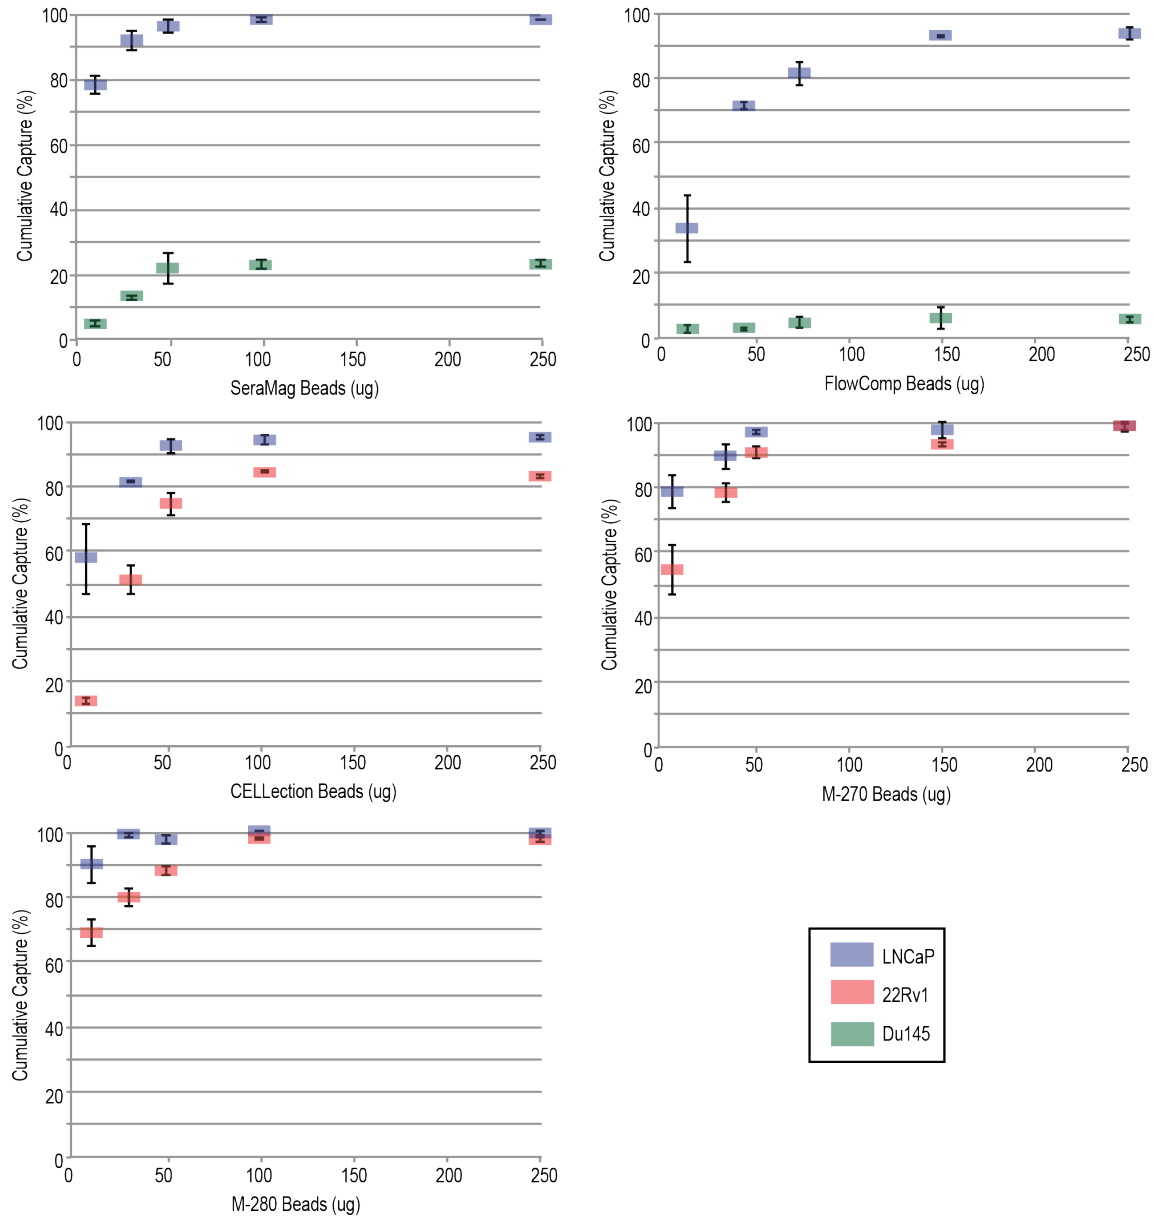 100
80
60
40
20
0
Cumulative Capture (%)
0 50 100 150 200 250
SeraMag Beads (ug)
100
80
60
40
20
0
Cumulative Capture (%)
0 50 100 150 200 250
FlowComp Beads (ug)
100
80
60
40
20
0
Cumulative Capture (%)
0 50 100 150 200 250
CELLection Beads (ug)
100
80
60
40
20
0
Cumulative Capture (%)
0 50 100 150 200 250
M-270 Beads (ug)
100
80
60
40
20
0
Cumulative Capture (%)
0 50 100 150 200 250
M-280 Beads (ug)
LNCaP
22Rv1
Du145